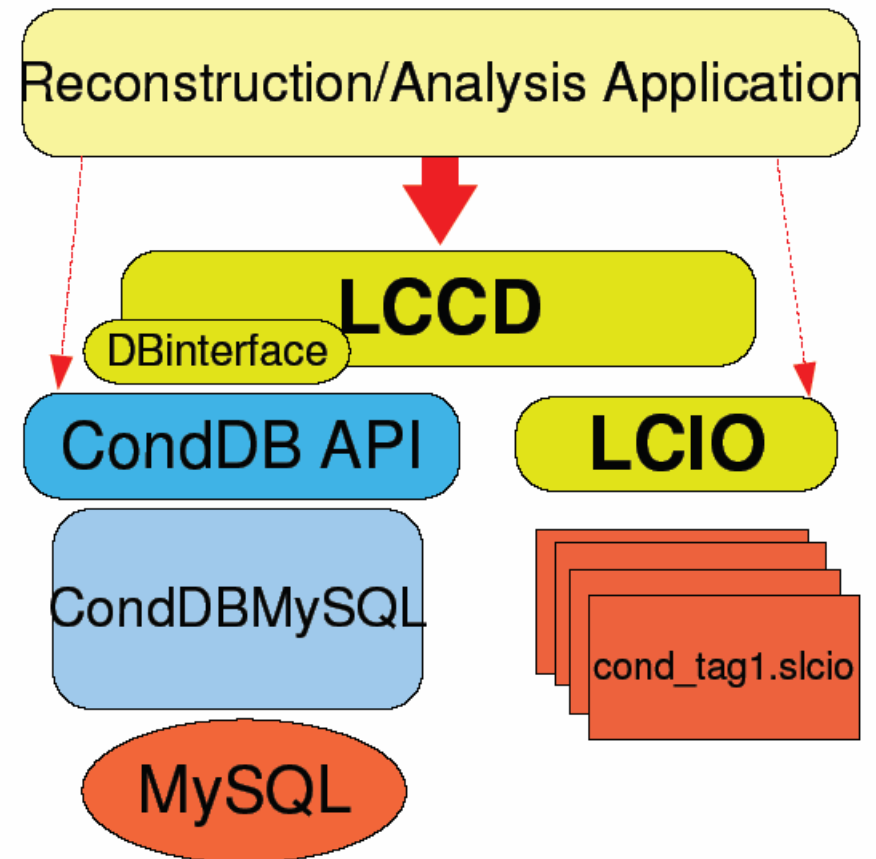 Reconstruction/Analysis Application
LCCD
DBinterface
CondDB API
LCIO
CondDBMySQL
cond_tag1.slcio
MySQL